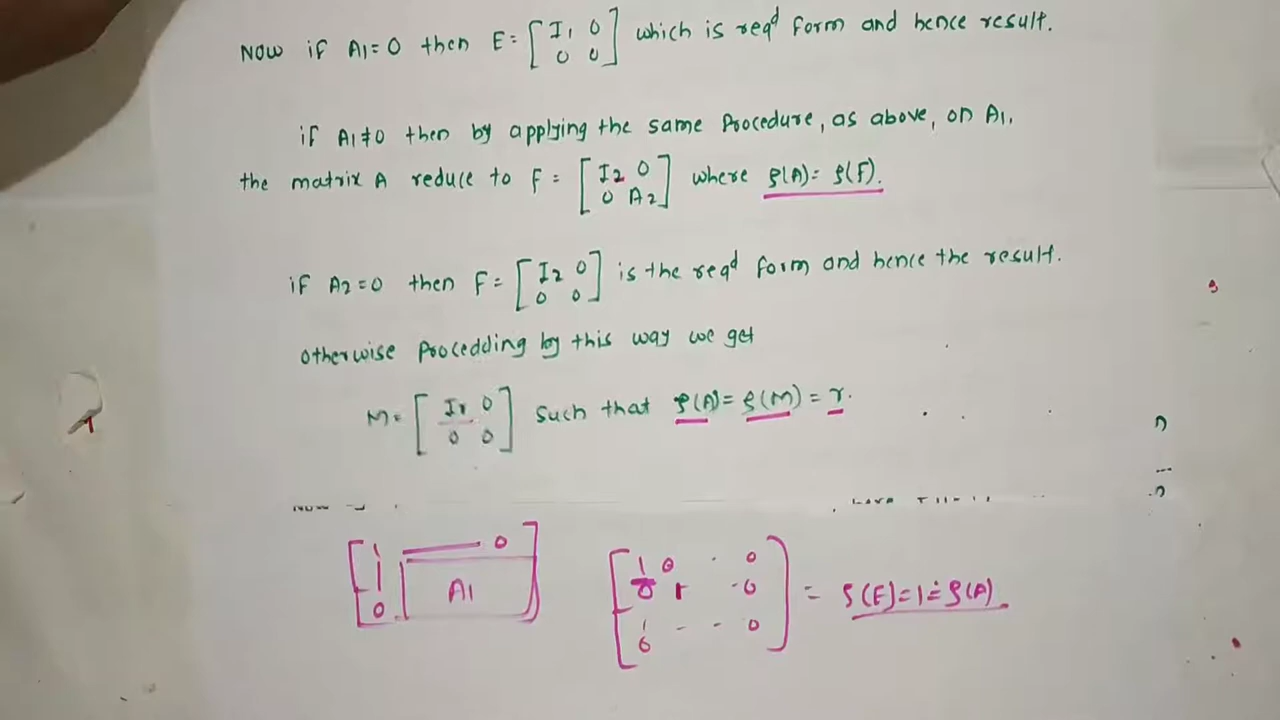 Now if A1=0 then E= [I1 0
0 0] which is reqd form and hence result.
if A1≠0 then by applying the same Procedure, as above, on A1,
the matrix A reduce to F = [I2 0
0 A2] where ρ(A)= ρ(F).
if A2=0 then F= [I2 0
0 0] is the reqd form and hence the result.
otherwise Procedding by this way we get
M= [Ir 0
0 0] such that ρ(A)= ρ(M) = r.
[1 0
0 A1]
[1 0 . 0
0 1 -0
0 - - 0] = ρ(E)=1=ρ(A).